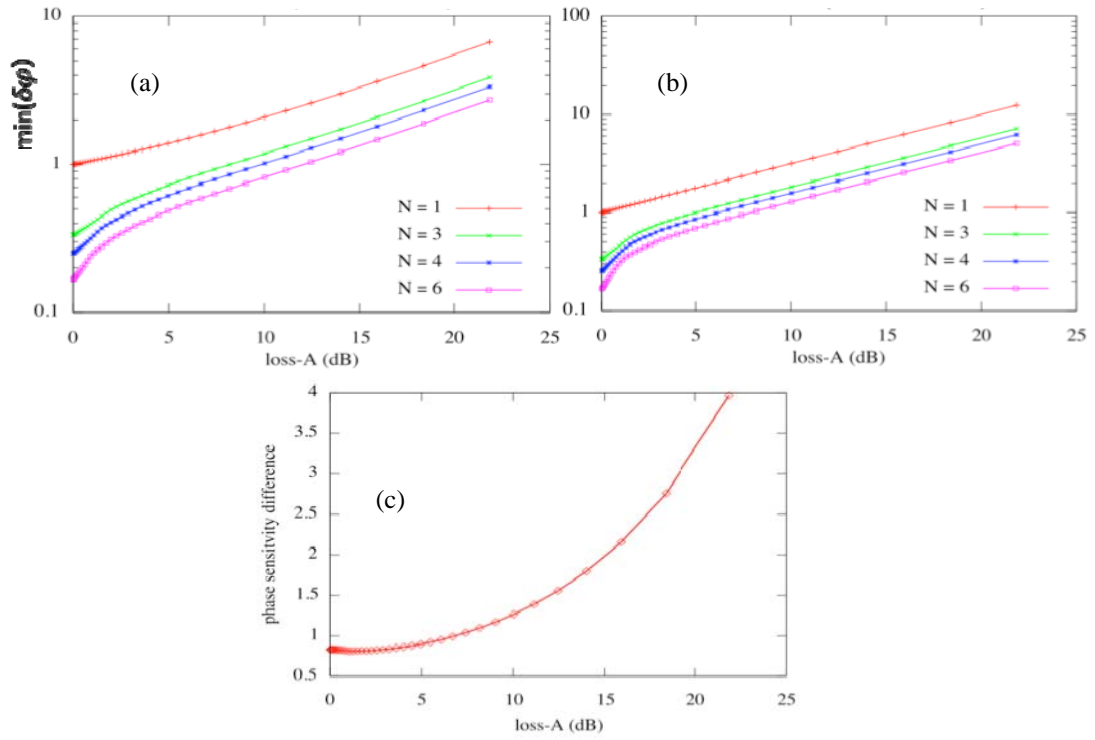 10
1
0.1
min(δφ)
(a)
N = 1
N = 3
N = 4
N = 6
0
5
10
15
20
25
loss-A (dB)
100
10
1
0.1
(b)
N = 1
N = 3
N = 4
N = 6
0
5
10
15
20
25
loss-A (dB)
4
3.5
3
2.5
2
1.5
1
0.5
phase sensitvity difference
(c)
0
5
10
15
20
25
loss-A (dB)